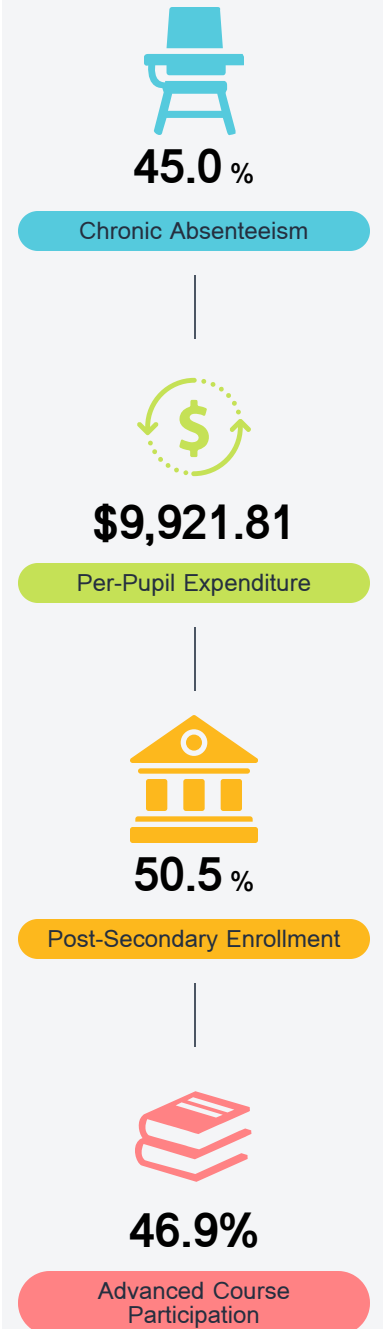 45.0 %
Chronic Absenteeism
$
$9,921.81
Per-Pupil Expenditure
50.5 %
Post-Secondary Enrollment
46.9%
Advanced Course
Participation